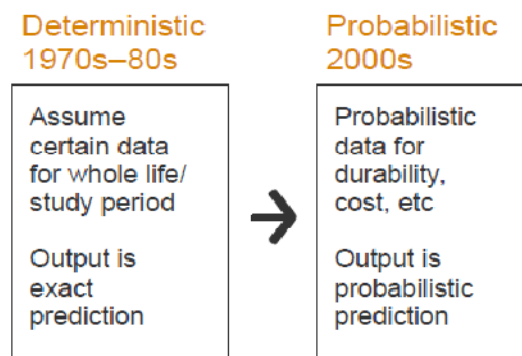 Deterministic
1970s–80s
Assume
certain data
for whole life/
study period
Output is
exact
prediction
Probabilistic
2000s
Probabilistic
data for
durability,
cost, etc
Output is
probabilistic
prediction